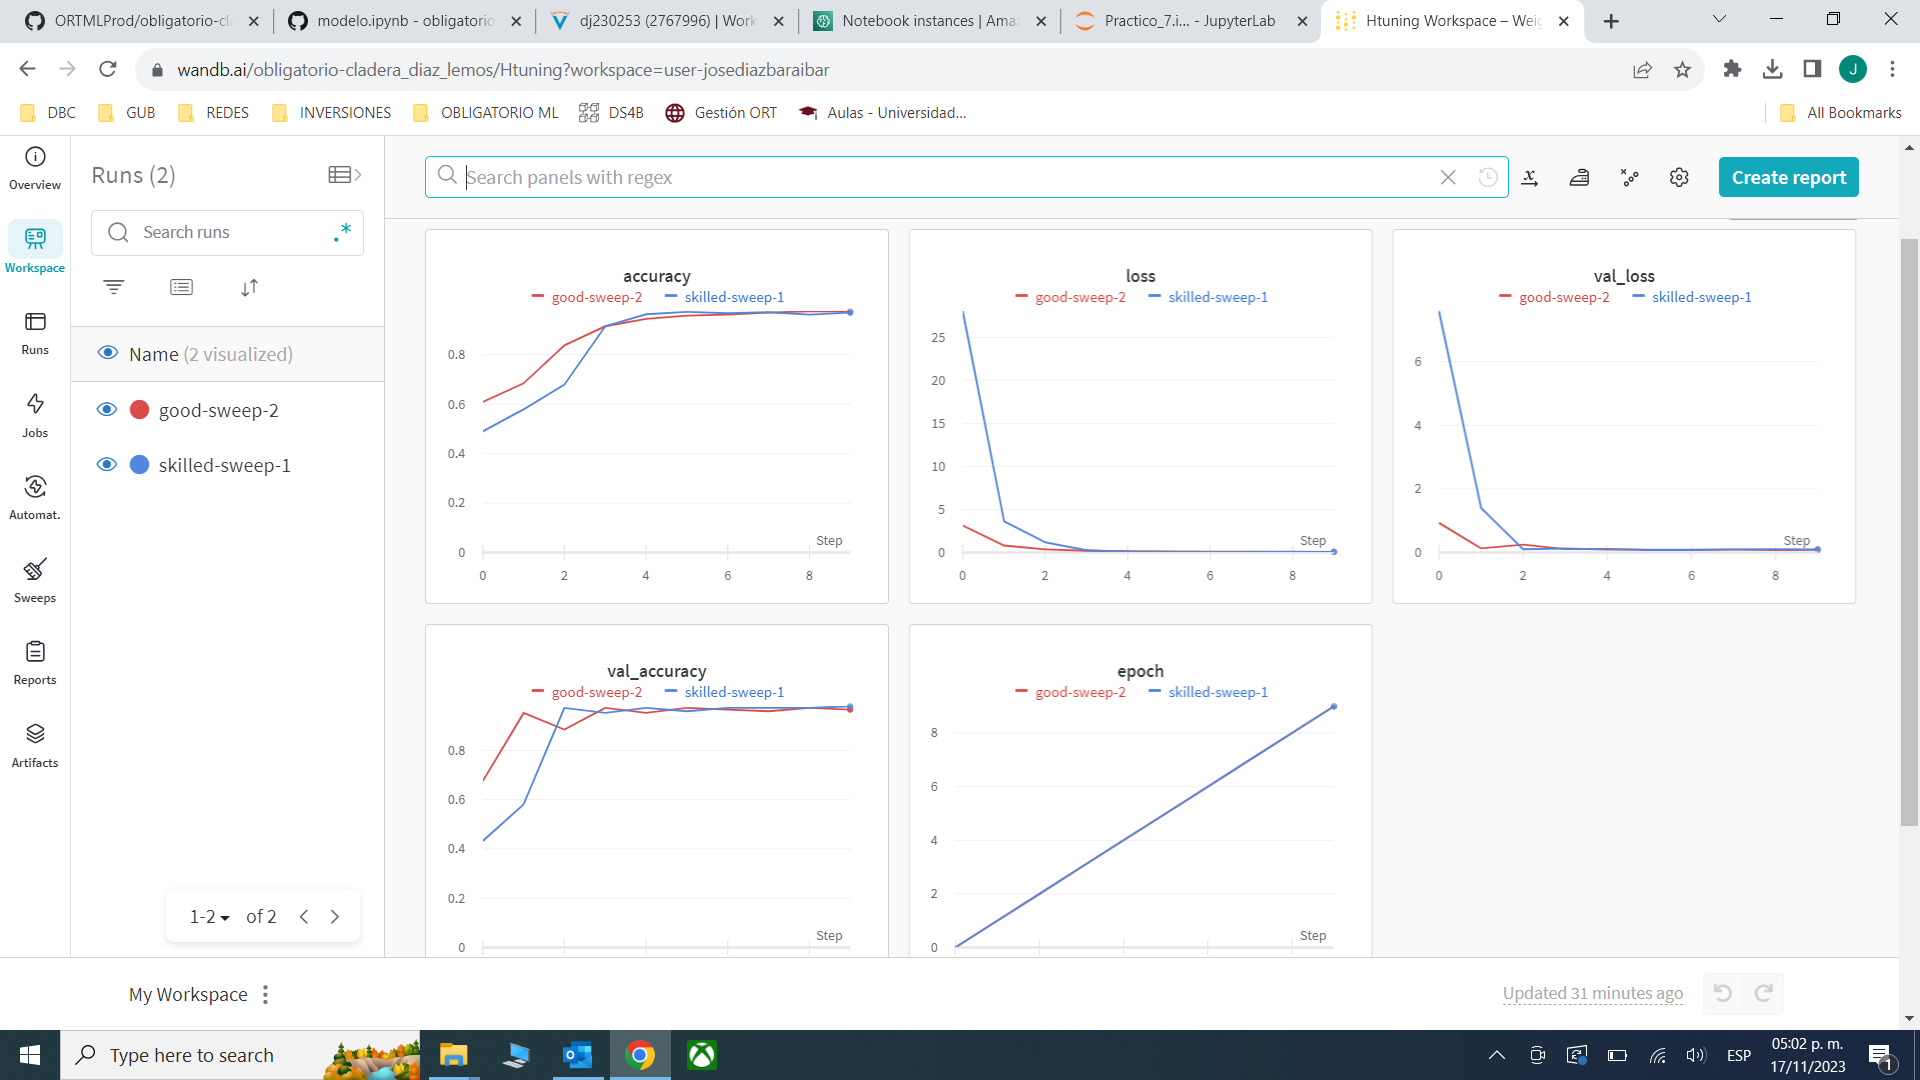 ORTMLProd/obligatorio-cl
modelo.ipynb - obligatorio
dj230253 (2767996) | Work
Notebook instances | Ama
Practico_7.i... - JupyterLab
Htuning Workspace – Wei
wandb.ai/obligatorio-cladera_diaz_lemos/Htuning?workspace=user-josediazbaraibar
J
DBC
GUB
REDES
INVERSIONES
OBLIGATORIO ML
DS4B
Gestión ORT
Aulas - Universidad...
All Bookmarks
Overview
Workspace
Runs
Jobs
Automat.
Sweeps
Reports
Artifacts
Runs (2)
Search runs
.*
Name (2 visualized)
good-sweep-2
skilled-sweep-1
1-2 of 2
Search panels with regex
x
Create report
accuracy
good-sweep-2 skilled-sweep-1
0.8
0.6
0.4
0.2
0
Step
0 2 4 6 8
loss
good-sweep-2 skilled-sweep-1
25
20
15
10
5
0
Step
0 2 4 6 8
val_loss
good-sweep-2 skilled-sweep-1
6
4
2
0
Step
0 2 4 6 8
val_accuracy
good-sweep-2 skilled-sweep-1
0.8
0.6
0.4
0.2
0
Step
epoch
good-sweep-2 skilled-sweep-1
8
6
4
2
0
Step
My Workspace
Updated 31 minutes ago
Type here to search
ESP
05:02 p. m.
17/11/2023
1